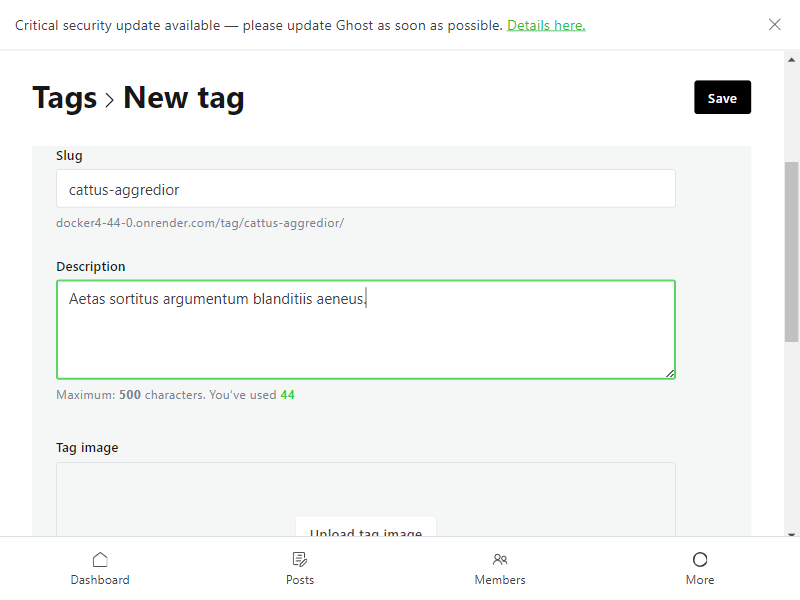 Critical security update available — please update Ghost as soon as possible. Details here.
Tags > New tag
Save
Slug
cattus-aggredior
docker4-44-0.onrender.com/tag/cattus-aggredior/
Description
Aetas sortitus argumentum blanditiis aeneus.
Maximum: 500 characters. You've used 44
Tag image
Upload tag image
Dashboard
Posts
Members
More